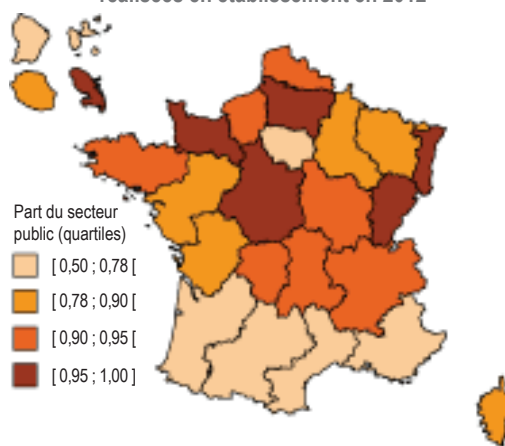 réalisées en établissement en 2012
Part du secteur
public (quartiles)
[ 0,50 ; 0,78 [
[ 0,78 ; 0,90 [
[ 0,90 ; 0,95 [
[ 0,95 ; 1,00 ]